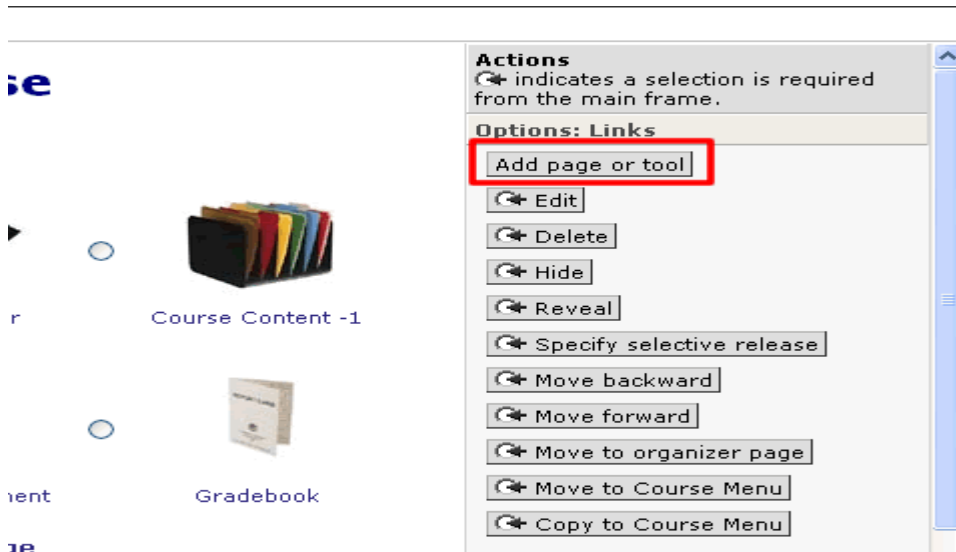 se
Actions
indicates a selection is required
from the main frame.
Options: Links
Add page or tool
Edit
Delete
Hide
Reveal
r
Course Content -1
Specify selective release
Move backward
Move forward
Move to organizer page
Move to Course Menu
ment
Gradebook
Copy to Course Menu
ge